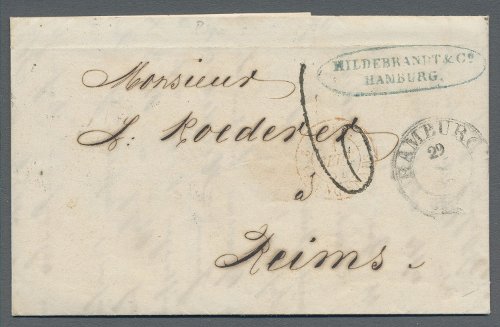 HILDEBRANDT & Co
HAMBURG.
Monsieur
L. Roederer
HAMBURG
29
à
Reims.